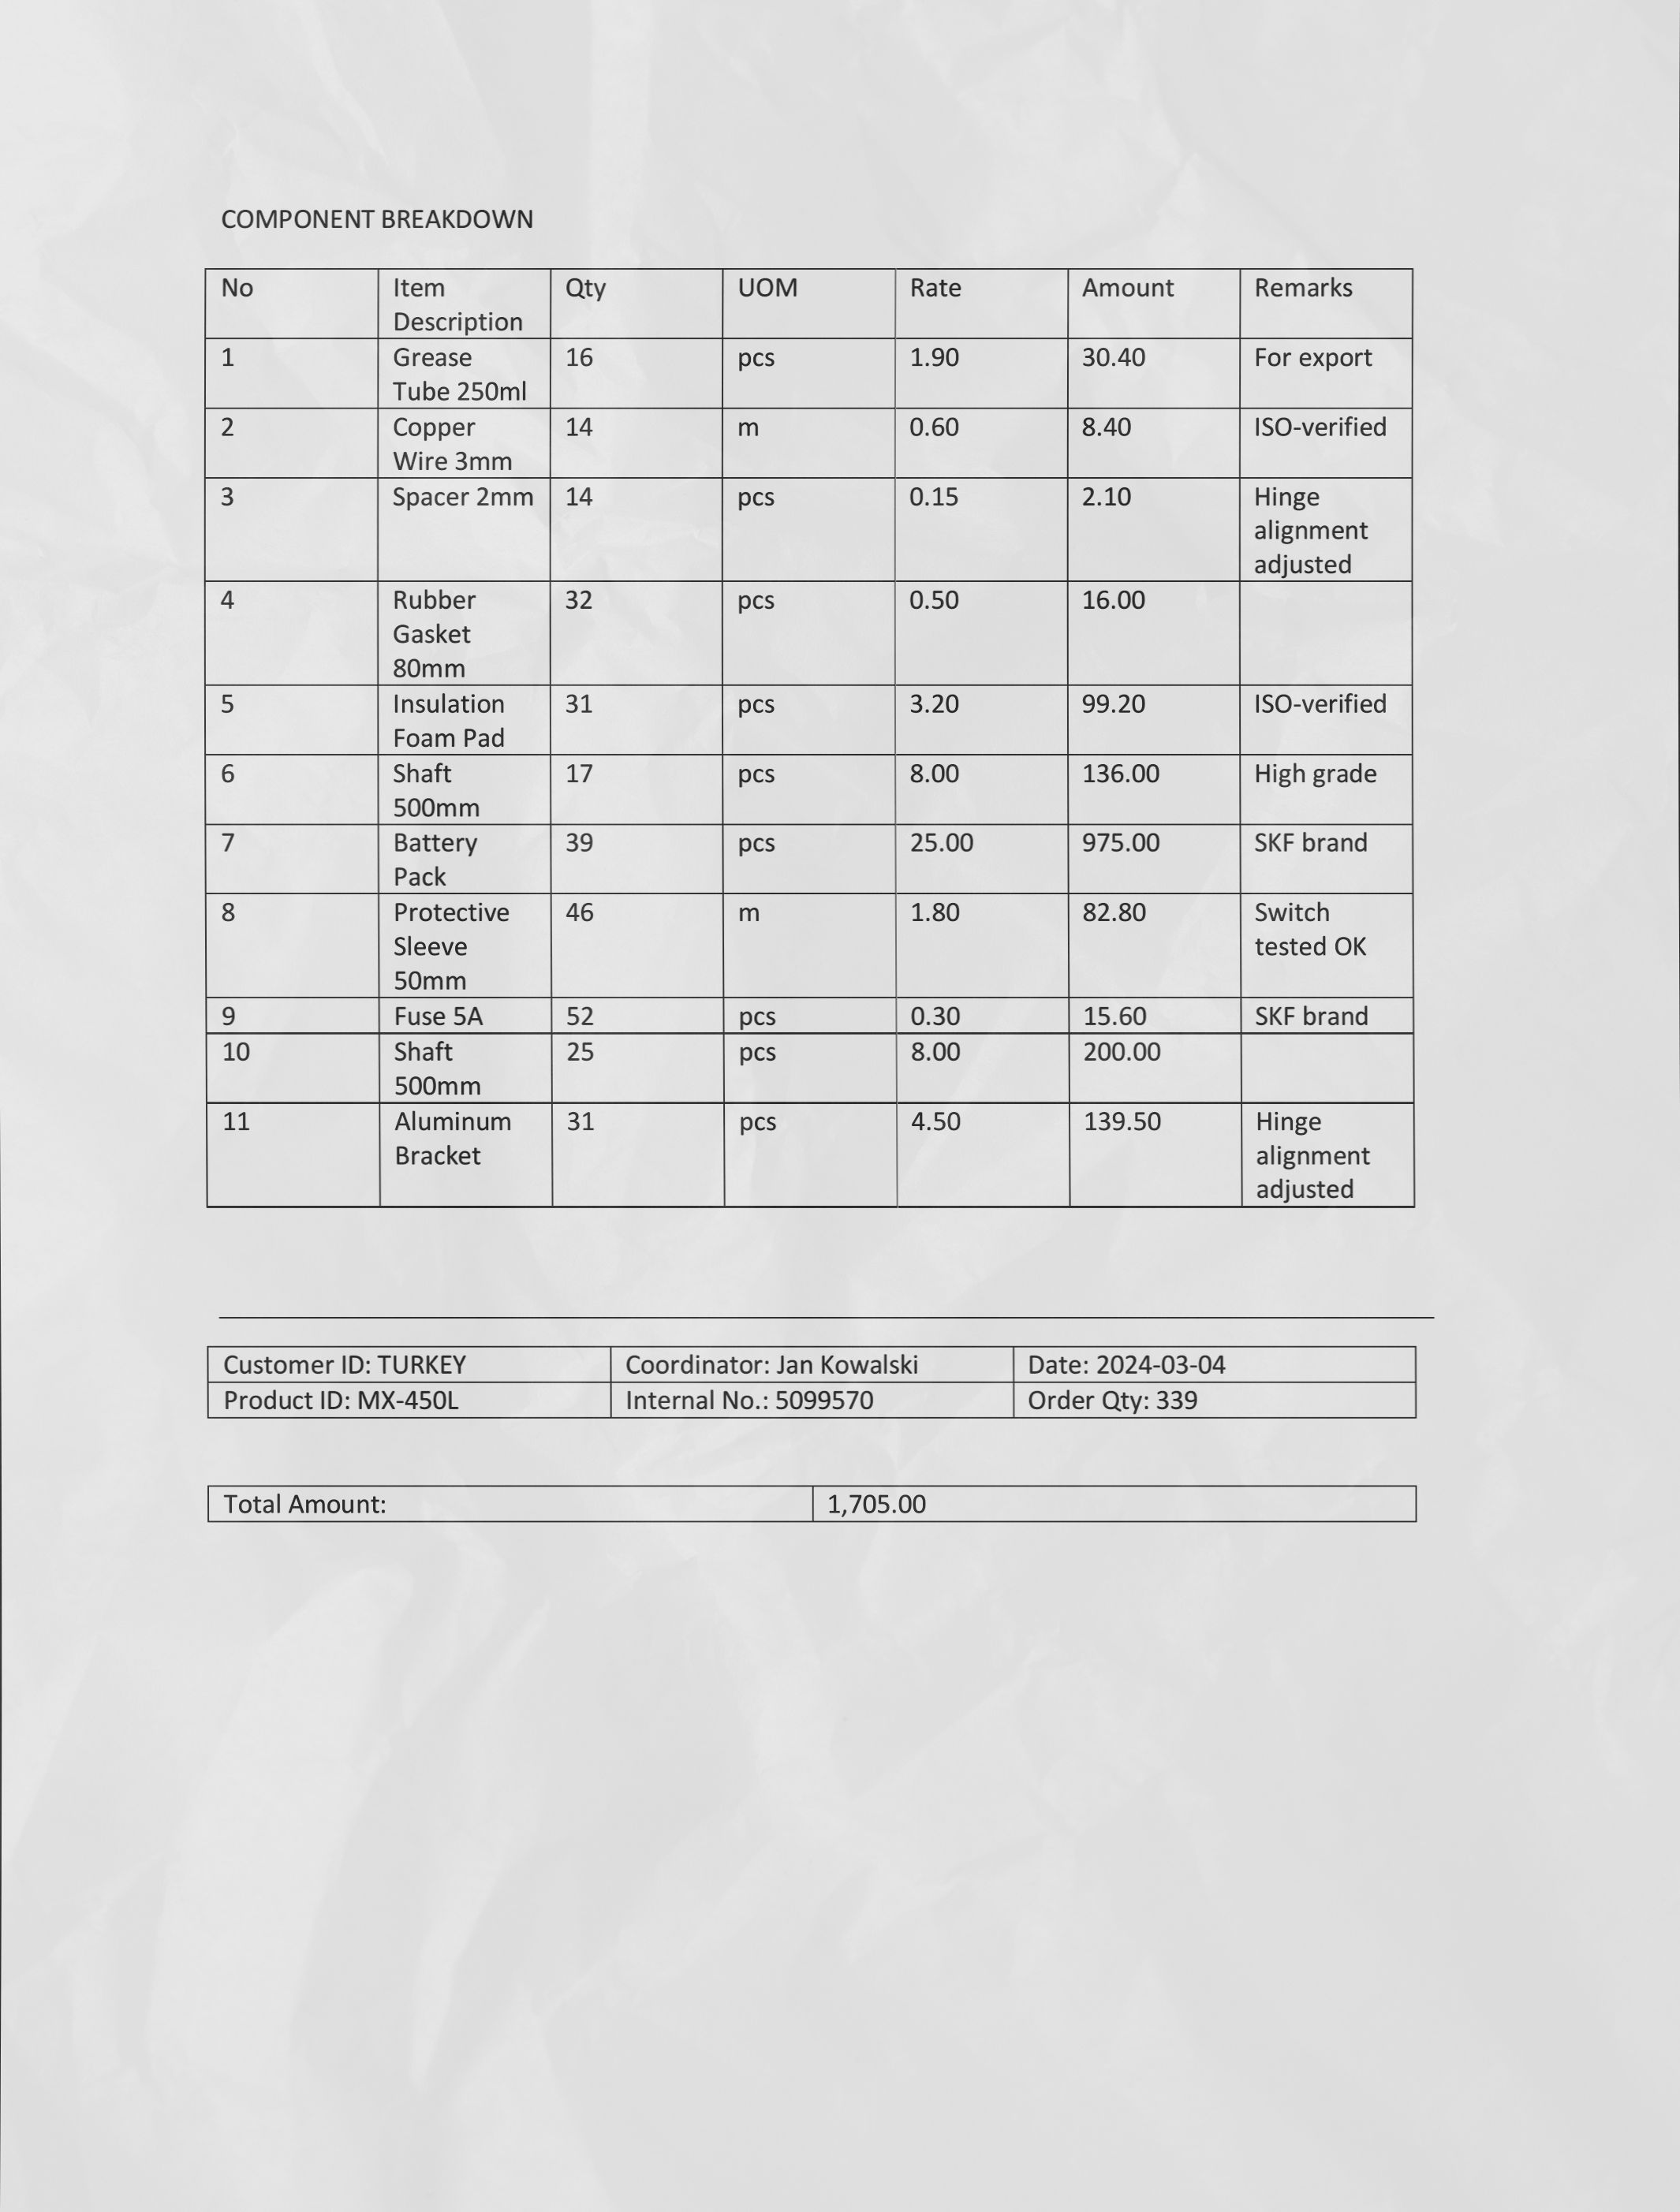 COMPONENT BREAKDOWN
No Item Description Qty UOM Rate Amount Remarks
1 Grease Tube 250ml 16 pcs 1.90 30.40 For export
2 Copper Wire 3mm 14 m 0.60 8.40 ISO-verified
3 Spacer 2mm 14 pcs 0.15 2.10 Hinge alignment adjusted
4 Rubber Gasket 80mm 32 pcs 0.50 16.00
5 Insulation Foam Pad 31 pcs 3.20 99.20 ISO-verified
6 Shaft 500mm 17 pcs 8.00 136.00 High grade
7 Battery Pack 39 pcs 25.00 975.00 SKF brand
8 Protective Sleeve 50mm 46 m 1.80 82.80 Switch tested OK
9 Fuse 5A 52 pcs 0.30 15.60 SKF brand
10 Shaft 500mm 25 pcs 8.00 200.00
11 Aluminum Bracket 31 pcs 4.50 139.50 Hinge alignment adjusted
Customer ID: TURKEY Coordinator: Jan Kowalski Date: 2024-03-04
Product ID: MX-450L Internal No.: 5099570 Order Qty: 339
Total Amount: 1,705.00